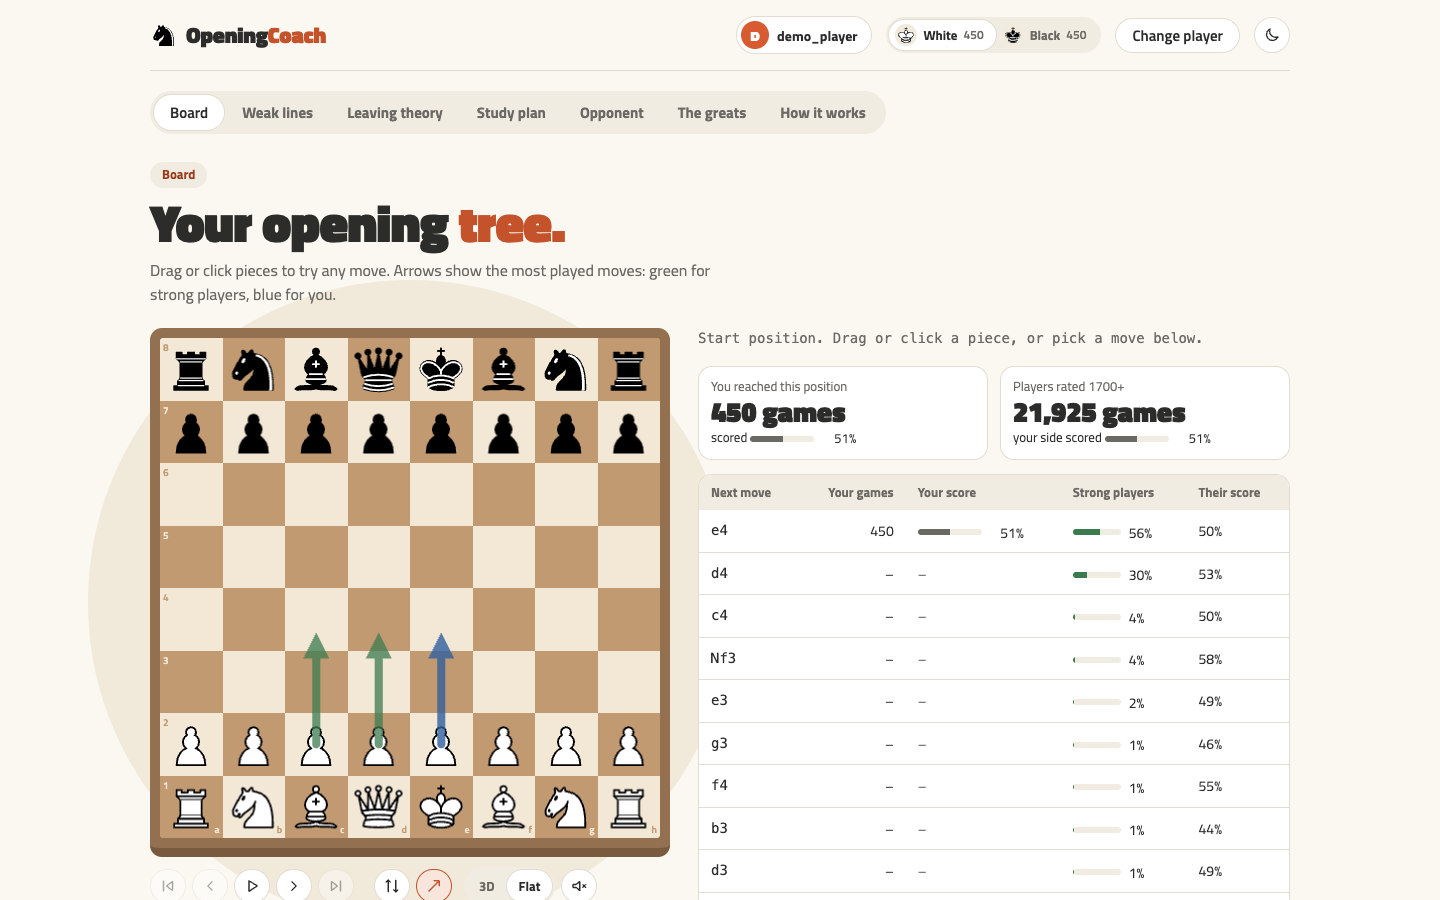 OpeningCoach
D demo_player
White 450 Black 450
Change player
Board Weak lines Leaving theory Study plan Opponent The greats How it works
Board
Your opening tree.
Drag or click pieces to try any move. Arrows show the most played moves: green for
strong players, blue for you.
8
7
6
5
4
3
2
1
a b c d e f g h
3D Flat
Start position. Drag or click a piece, or pick a move below.
You reached this position
450 games
scored 51%
Players rated 1700+
21,925 games
your side scored 51%
Next move Your games Your score Strong players Their score
e4 450 51% 56% 50%
d4 – – 30% 53%
c4 – – 4% 50%
Nf3 – – 4% 58%
e3 – – 2% 49%
g3 – – 1% 46%
f4 – – 1% 55%
b3 – – 1% 44%
d3 – – 1% 49%